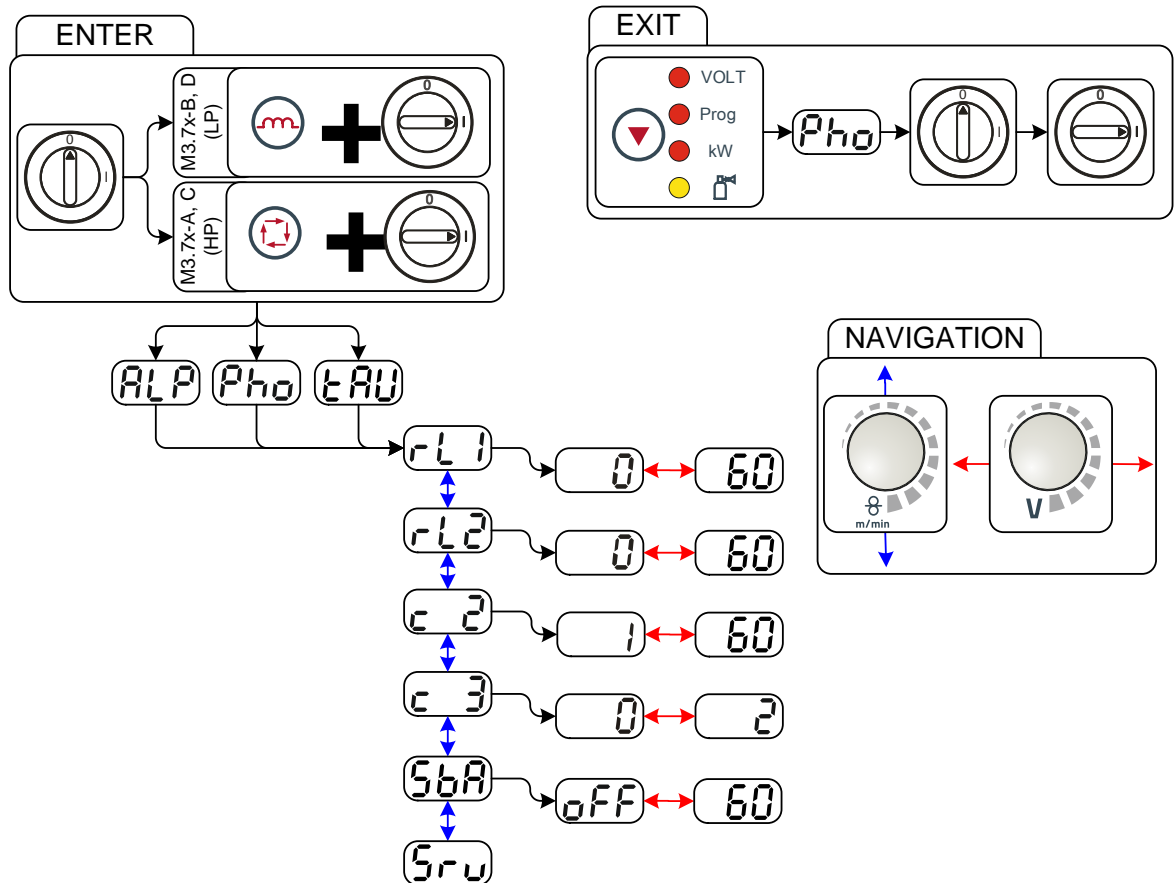 ENTER
0
I
M3.7x-B, D
(LP)
0
I
M3.7x-A, C
(HP)
0
I
EXIT
VOLT
Prog
kW
Pho
0
I
0
I
ALP Pho tAU
NAVIGATION
m/min
V
rL1
0 60
rL2
0 60
c 2
1 60
c 3
0 2
SbA
oFF 60
Srv